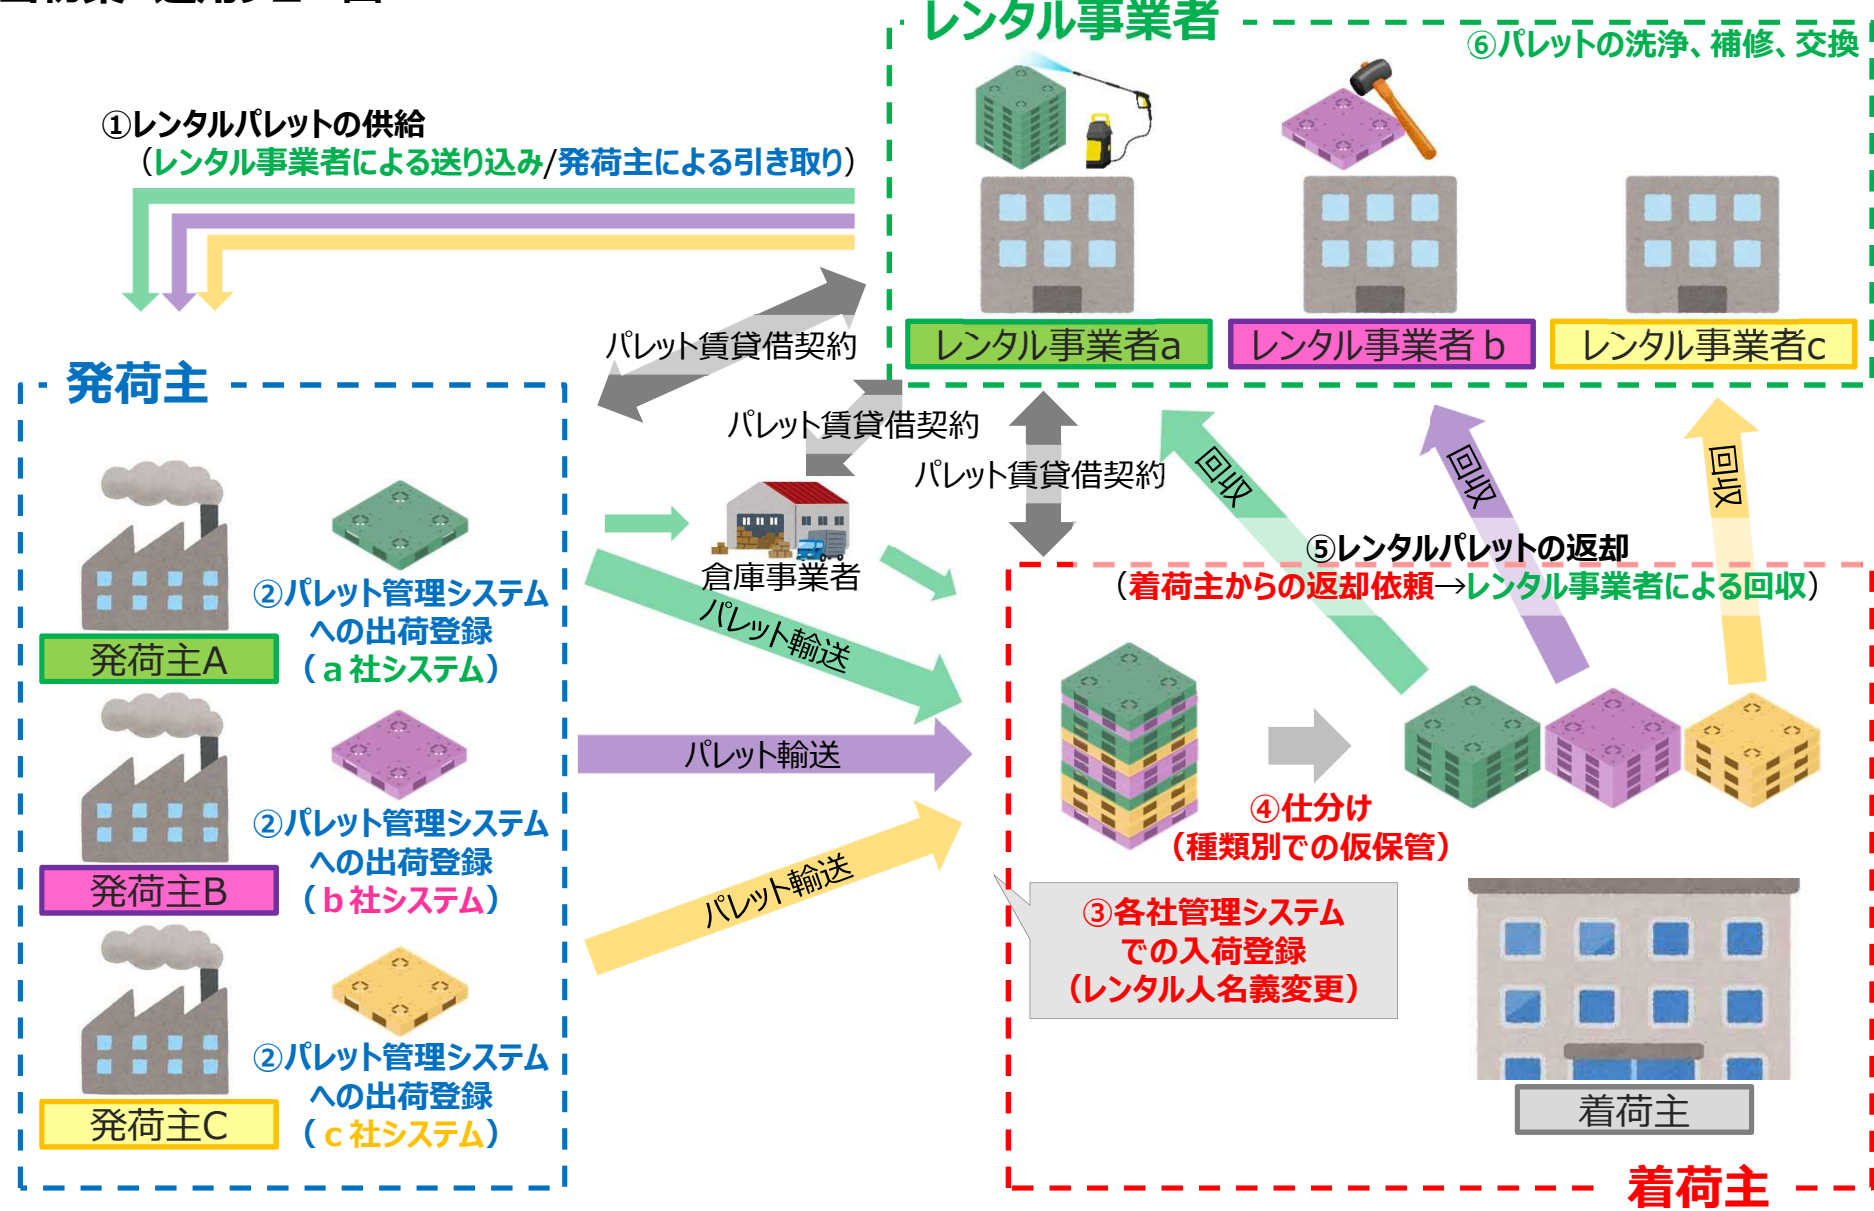 運用フロー図
レンタル事業者
⑥パレットの洗浄、補修、交換
①レンタルパレットの供給
（レンタル事業者による送り込み/発荷主による引き取り）
レンタル事業者a
レンタル事業者ｂ
レンタル事業者c
パレット賃貸借契約
パレット賃貸借契約
パレット賃貸借契約
発荷主
回収
回収
回収
倉庫事業者
⑤レンタルパレットの返却
（着荷主からの返却依頼→レンタル事業者による回収）
②パレット管理システム
への出荷登録
（ａ社システム）
発荷主A
パレット輸送
②パレット管理システム
への出荷登録
（ｂ社システム）
発荷主B
パレット輸送
②パレット管理システム
への出荷登録
（ｃ社システム）
発荷主C
パレット輸送
④仕分け
（種類別での仮保管）
③各社管理システム
での入荷登録
（レンタル人名義変更）
着荷主
着荷主